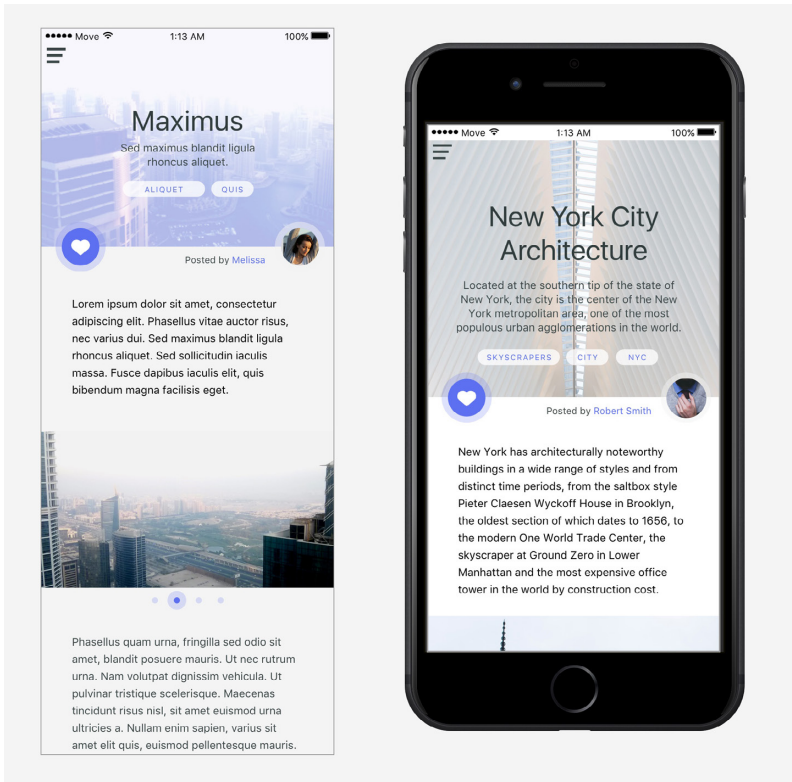 Move 1:13 AM 100%
Maximus
Sed maximus blandit ligula
rhoncus aliquet.
ALIQUET QUIS
Posted by Melissa
Lorem ipsum dolor sit amet, consectetur
adipiscing elit. Phasellus vitae auctor risus,
nec varius dui. Sed maximus blandit ligula
rhoncus aliquet. Sed sollicitudin iaculis
massa. Fusce dapibus iaculis elit, quis
bibendum magna facilisis eget.
Phasellus quam urna, fringilla sed odio sit
amet, blandit posuere mauris. Ut nec rutrum
urna. Nam volutpat dignissim vehicula. Ut
pulvinar tristique scelerisque. Maecenas
tincidunt risus nisl, sit amet euismod urna
ultricies a. Nullam enim sapien, varius sit
amet elit quis, euismod pellentesque mauris.
Move 1:13 AM 100%
New York City
Architecture
Located at the southern tip of the state of
New York, the city is the center of the New
York metropolitan area, one of the most
populous urban agglomerations in the world.
SKYSCRAPERS CITY NYC
Posted by Robert Smith
New York has architecturally noteworthy
buildings in a wide range of styles and from
distinct time periods, from the saltbox style
Pieter Claesen Wyckoff House in Brooklyn,
the oldest section of which dates to 1656, to
the modern One World Trade Center, the
skyscraper at Ground Zero in Lower
Manhattan and the most expensive office
tower in the world by construction cost.